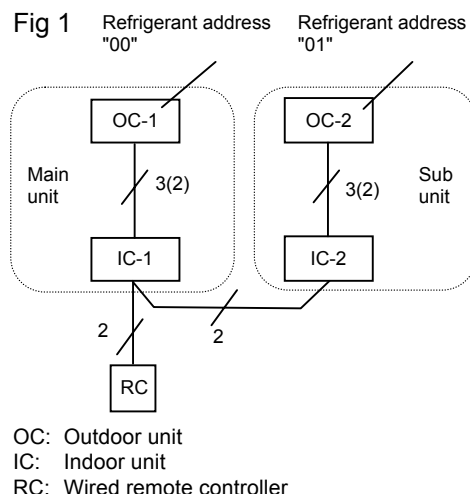 Fig 1
Refrigerant address
"00"
Refrigerant address
"01"
OC-1
OC-2
Main
unit
3(2)
3(2)
Sub
unit
IC-1
IC-2
2
2
RC
OC: Outdoor unit
IC: Indoor unit
RC: Wired remote controller